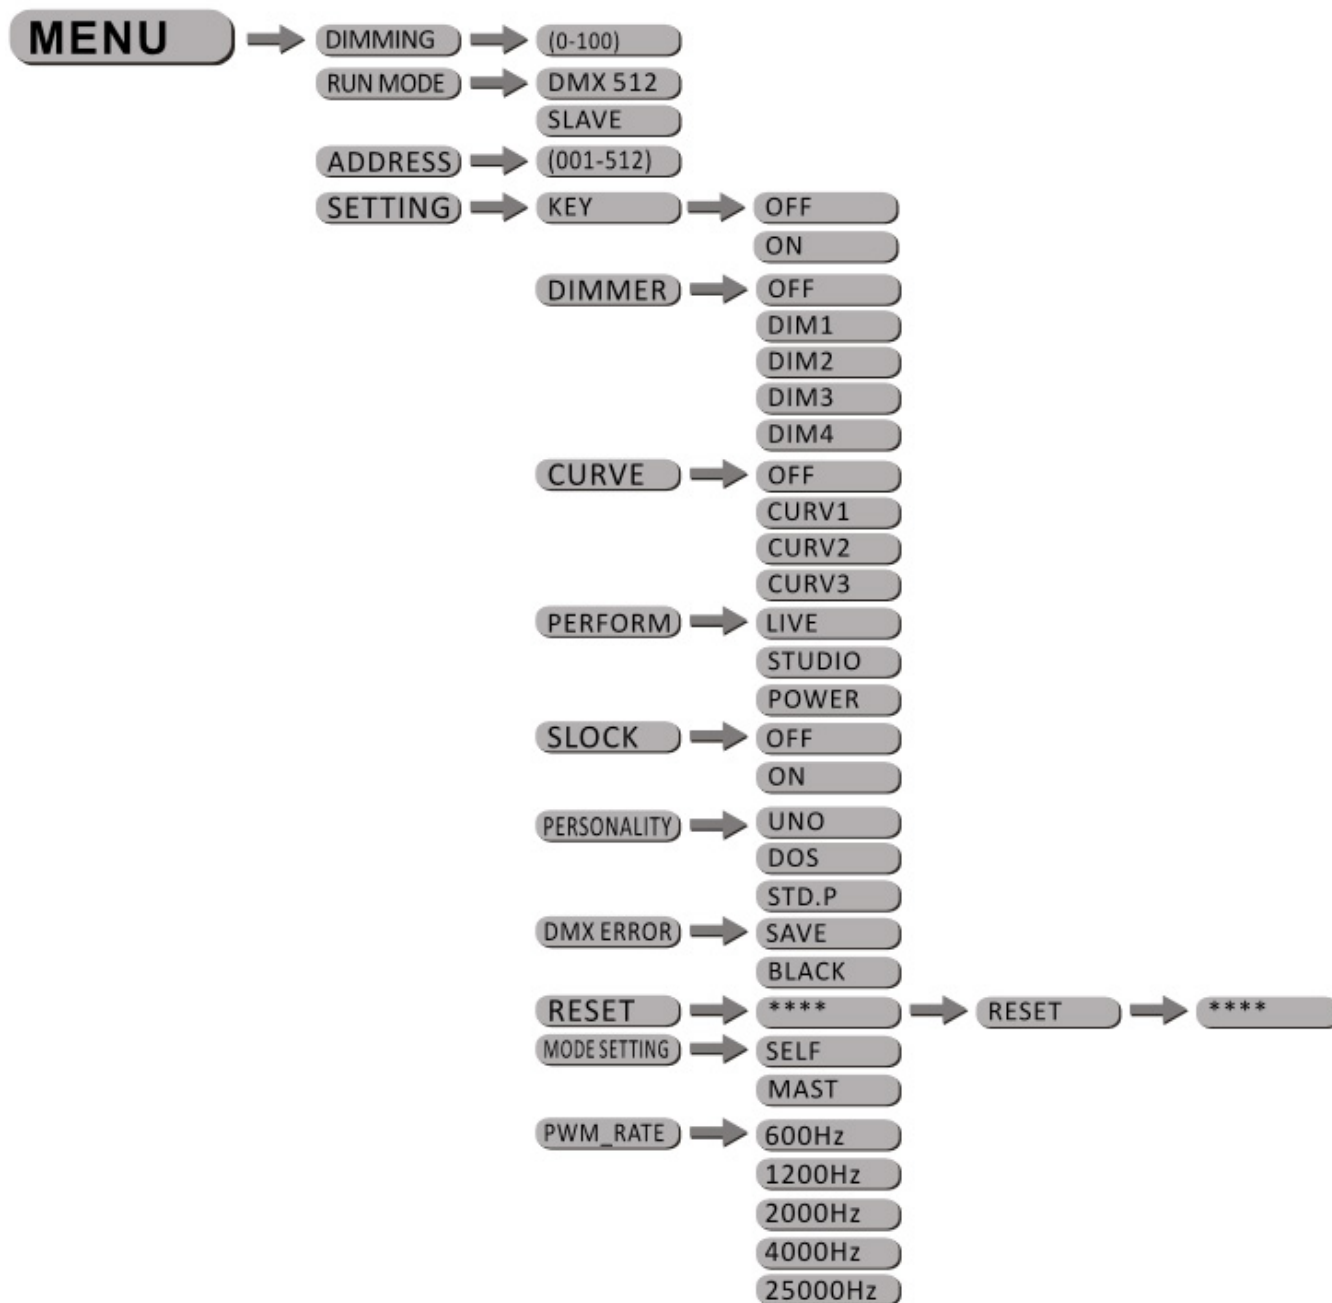 MENU DIMMING (0-100)
RUN MODE DMX 512
SLAVE
ADDRESS (001-512)
SETTING KEY OFF
ON
DIMMER OFF
DIM1
DIM2
DIM3
DIM4
CURVE OFF
CURV1
CURV2
CURV3
PERFORM LIVE
STUDIO
POWER
SLOCK OFF
ON
PERSONALITY UNO
DOS
STD.P
DMX ERROR SAVE
BLACK
RESET **** RESET ****
MODE SETTING SELF
MAST
PWM_RATE 600Hz
1200Hz
2000Hz
4000Hz
25000Hz